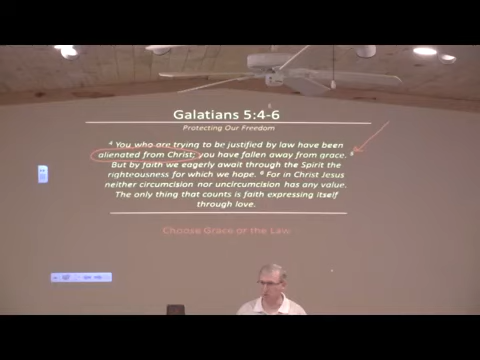 Galatians 5:4-6
Protecting Our Freedom
4 You who are trying to be justified by law have been
alienated from Christ; you have fallen away from grace. 5
But by faith we eagerly await through the Spirit the
righteousness for which we hope. 6 For in Christ Jesus
neither circumcision nor uncircumcision has any value.
The only thing that counts is faith expressing itself
through love.
Choose Grace or the Law